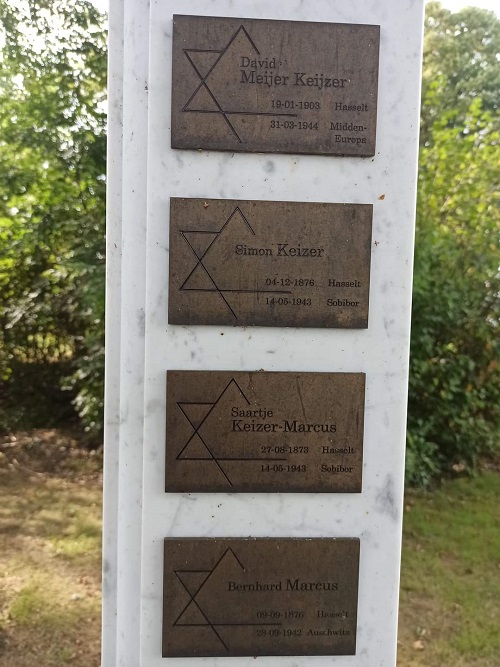 David
Meijer Keijzer
19-01-1903 Hasselt
31-03-1944 Midden-
Europa
Simon Keizer
04-12-1876 Hasselt
14-05-1943 Sobibor
Saartje
Keizer-Marcus
27-08-1873 Hasselt
14-05-1943 Sobibor
Bernhard Marcus
09-09-1876 Hasselt
28-09-1942 Auschwitz